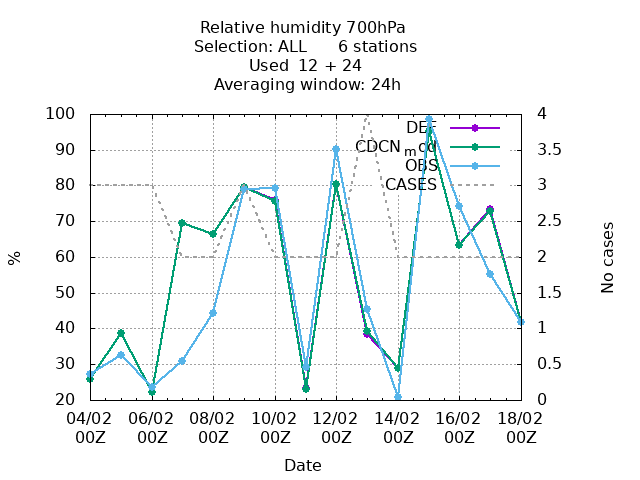 Relative humidity 700hPa
Selection: ALL 6 stations
Used 12 + 24
Averaging window: 24h
100
90
80
70
60
50
40
30
20
4
3.5
3
2.5
2
1.5
1
0.5
0
%
No cases
DEF
CDCN_mod
OBS
CASES
04/02 06/02 08/02 10/02 12/02 14/02 16/02 18/02
00Z 00Z 00Z 00Z 00Z 00Z 00Z 00Z
Date